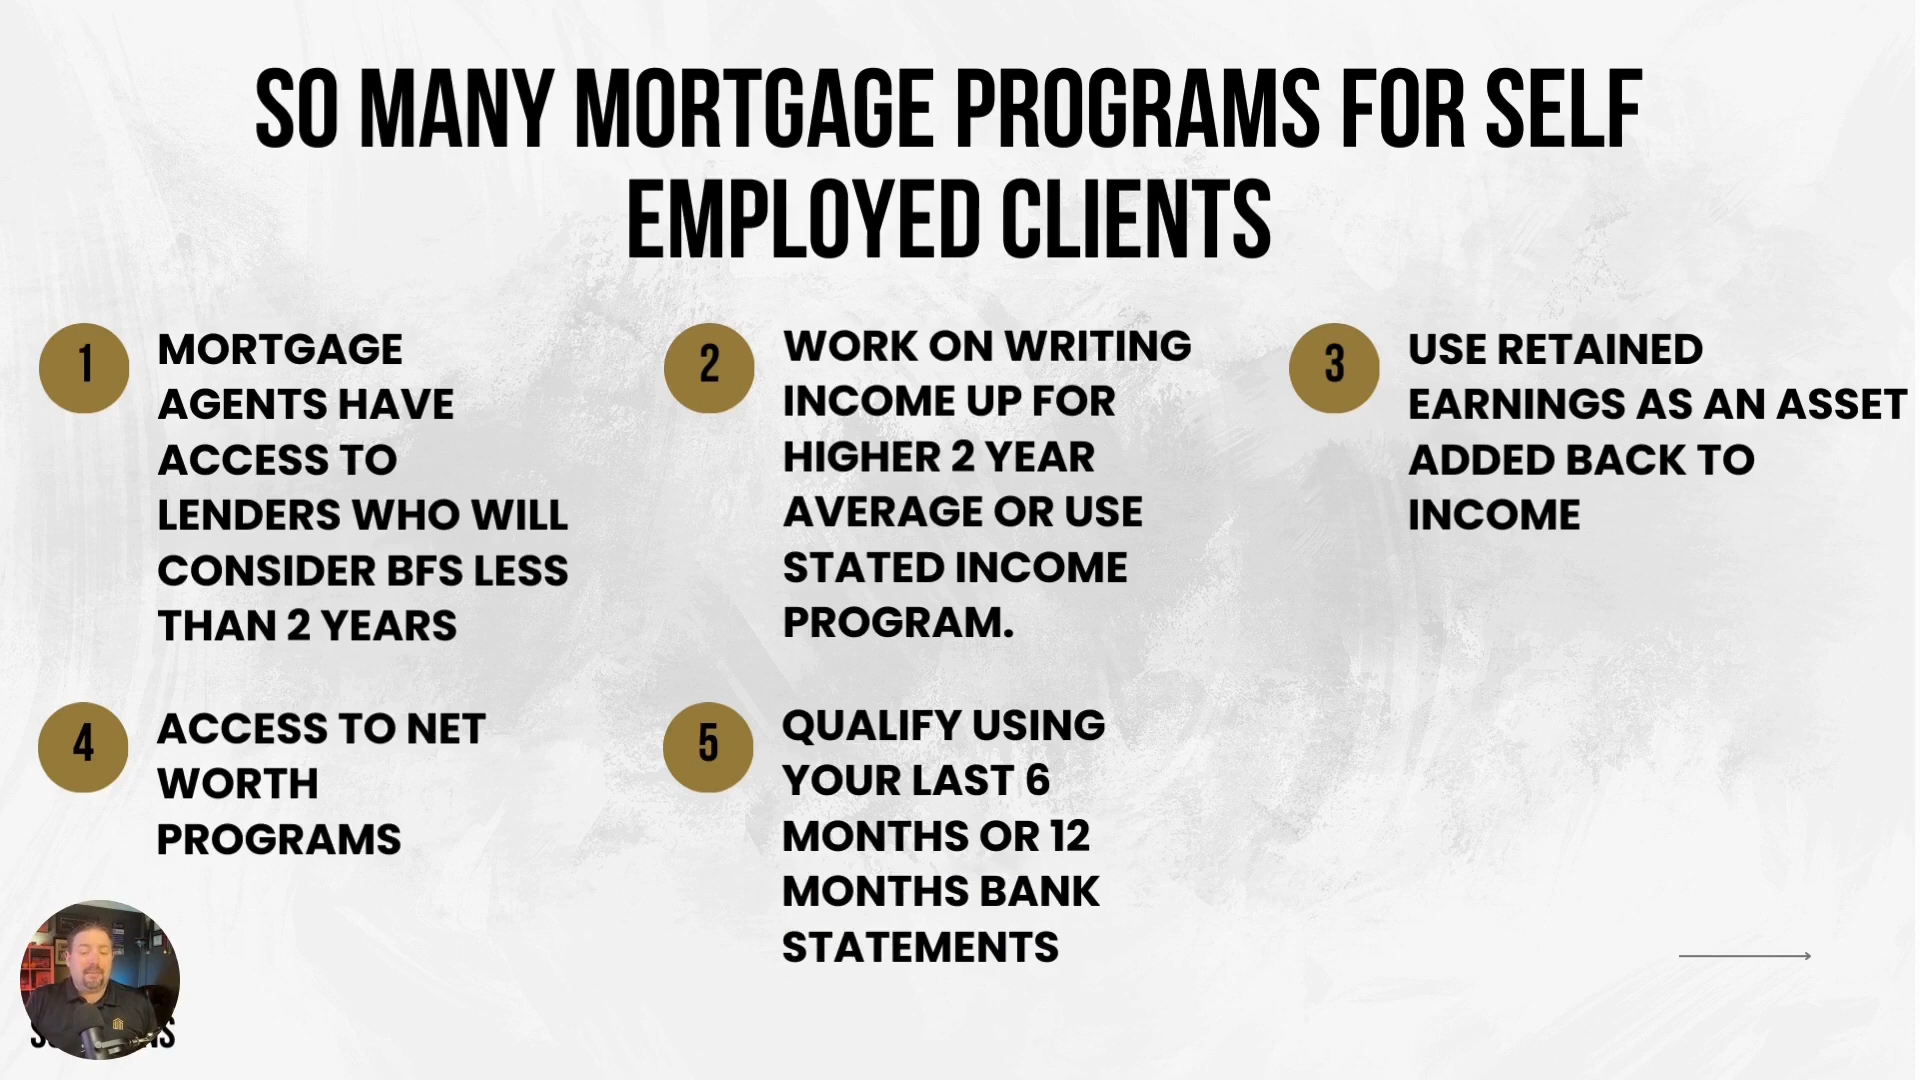 SO MANY MORTGAGE PROGRAMS FOR SELF
EMPLOYED CLIENTS
1
MORTGAGE
AGENTS HAVE
ACCESS TO
LENDERS WHO WILL
CONSIDER BFS LESS
THAN 2 YEARS
2
WORK ON WRITING
INCOME UP FOR
HIGHER 2 YEAR
AVERAGE OR USE
STATED INCOME
PROGRAM.
3
USE RETAINED
EARNINGS AS AN ASSET
ADDED BACK TO
INCOME
4
ACCESS TO NET
WORTH
PROGRAMS
5
QUALIFY USING
YOUR LAST 6
MONTHS OR 12
MONTHS BANK
STATEMENTS